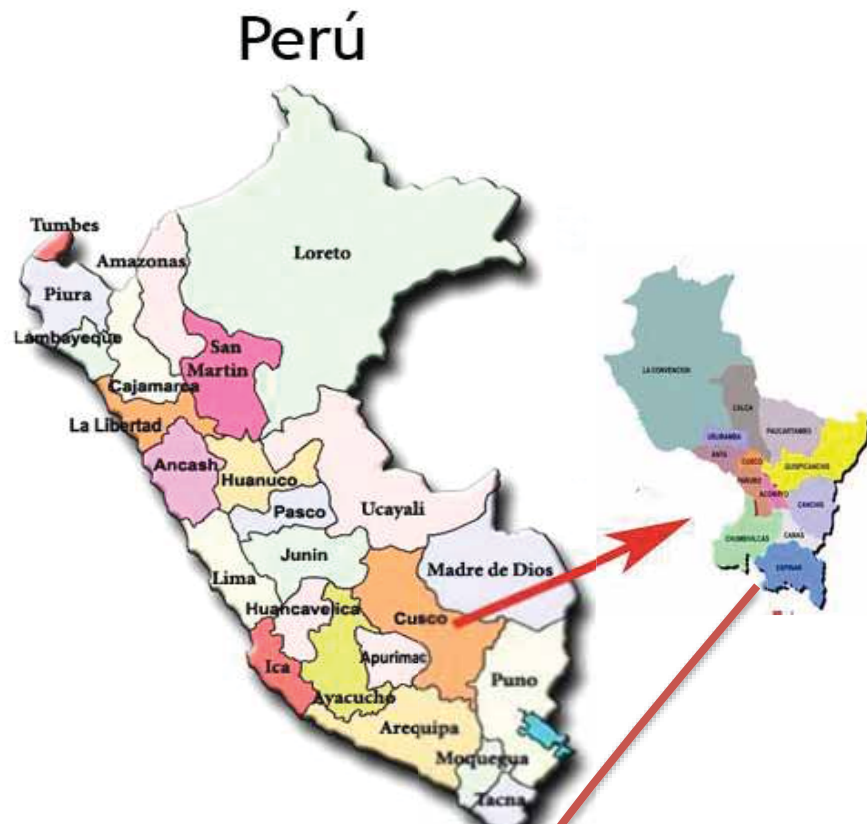 Perú
Tumbes
Amazonas
Loreto
Piura
Lambayeque
San
Martin
Cajamarca
La Libertad
Ancash
Huanuco
Ucayali
Pasco
Junin
Lima
Madre de Dios
Huancavelica
Cusco
Ica
Apurimac
Ayacucho
Puno
Arequipa
Moquegua
Tacna
LA CONVENCION
CALCA
PAUCARTAMBO
URUBAMBA
ANTA
CUSCO
QUISPICANCHIS
PARURO
ACOMAYO
CANCHIS
CHUMBIVILCAS
CANAS
ESPINAR